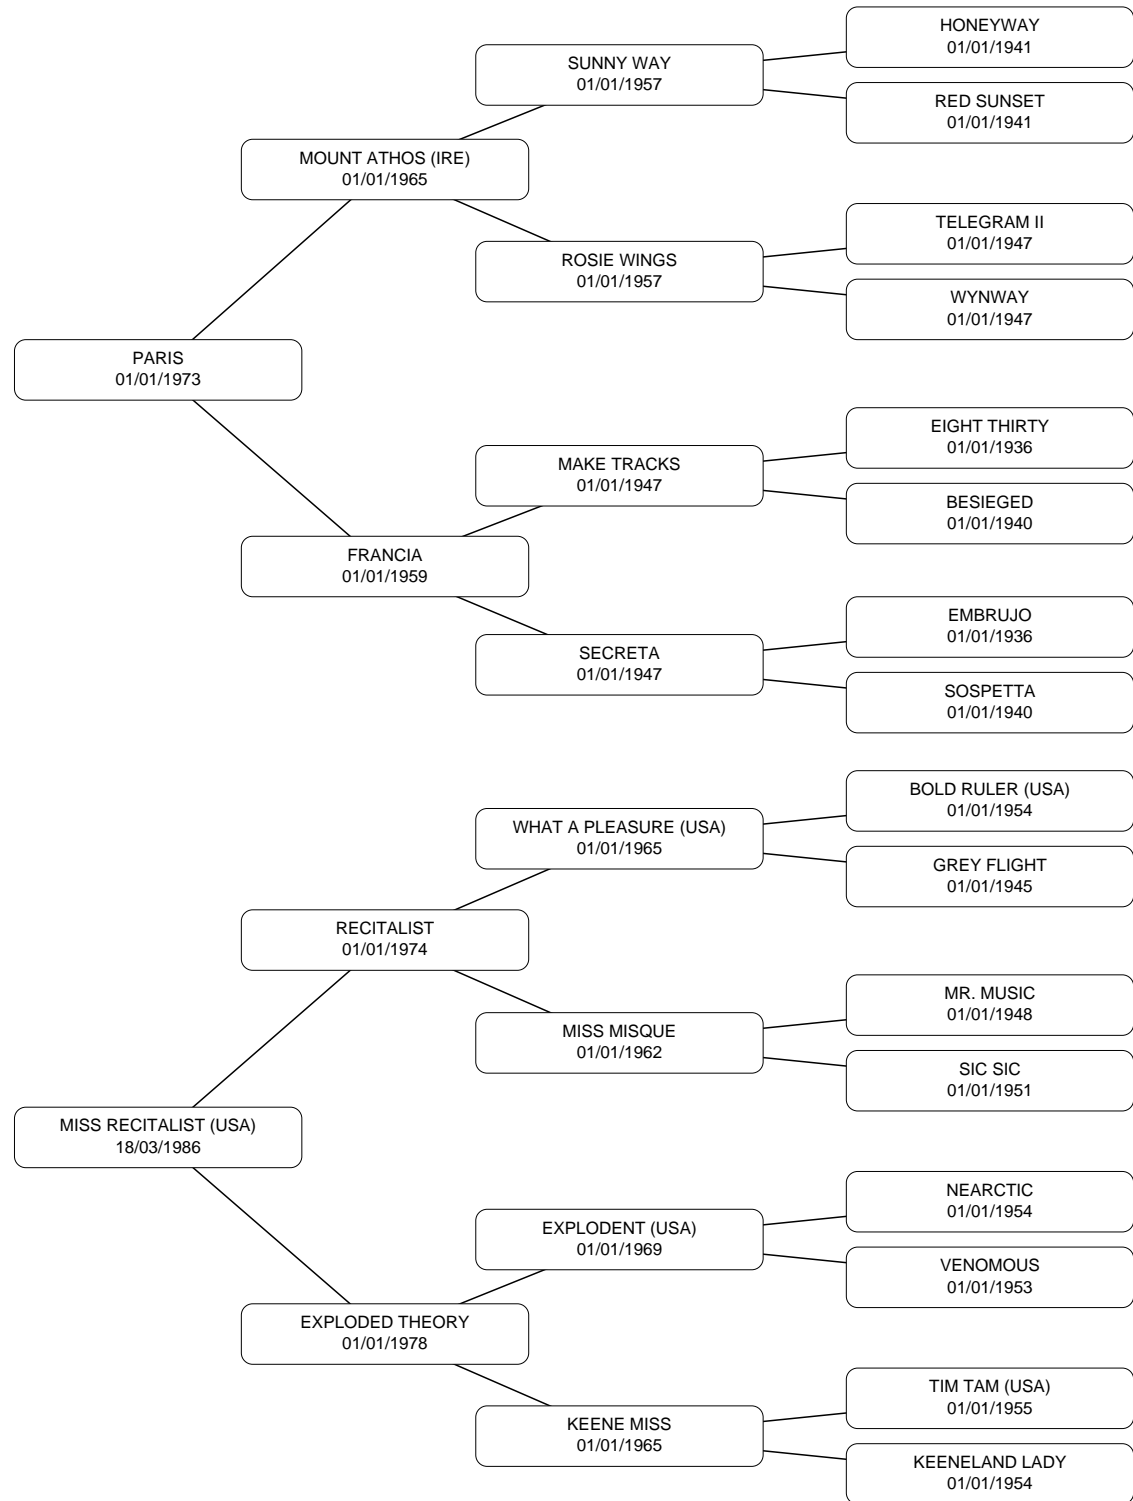 HONEYWAY
01/01/1941
SUNNY WAY
01/01/1957
RED SUNSET
01/01/1941
MOUNT ATHOS (IRE)
01/01/1965
TELEGRAM II
01/01/1947
ROSIE WINGS
01/01/1957
WYNWAY
01/01/1947
PARIS
01/01/1973
EIGHT THIRTY
01/01/1936
MAKE TRACKS
01/01/1947
BESIEGED
01/01/1940
FRANCIA
01/01/1959
EMBRUJO
01/01/1936
SECRETA
01/01/1947
SOSPETTA
01/01/1940
BOLD RULER (USA)
01/01/1954
WHAT A PLEASURE (USA)
01/01/1965
GREY FLIGHT
01/01/1945
RECITALIST
01/01/1974
MR. MUSIC
01/01/1948
MISS MISQUE
01/01/1962
SIC SIC
01/01/1951
MISS RECITALIST (USA)
18/03/1986
NEARCTIC
01/01/1954
EXPLODENT (USA)
01/01/1969
VENOMOUS
01/01/1953
EXPLODED THEORY
01/01/1978
TIM TAM (USA)
01/01/1955
KEENE MISS
01/01/1965
KEENELAND LADY
01/01/1954